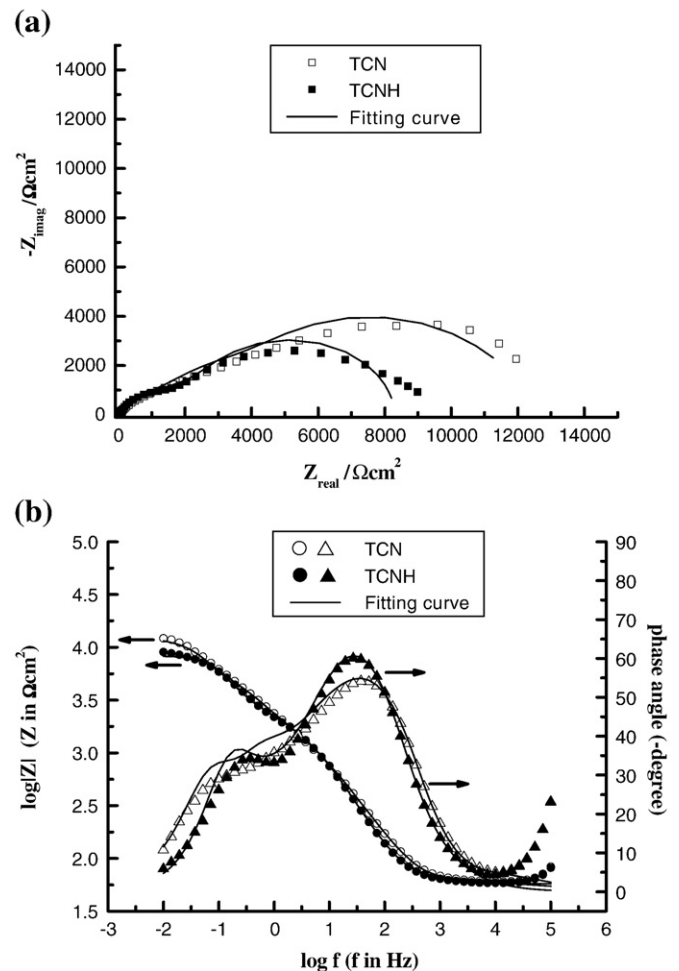 (a)
14000
12000
10000
8000
6000
4000
2000
0
-Z_imag/Ωcm²
TCN
TCNH
Fitting curve
0 2000 4000 6000 8000 10000 12000 14000
Z_real/Ωcm²
(b)
5.0
4.5
4.0
3.5
3.0
2.5
2.0
1.5
log|Z| (Z in Ωcm²)
TCN
TCNH
Fitting curve
90
80
70
60
50
40
30
20
10
0
phase angle (-degree)
-3 -2 -1 0 1 2 3 4 5 6
log f (f in Hz)